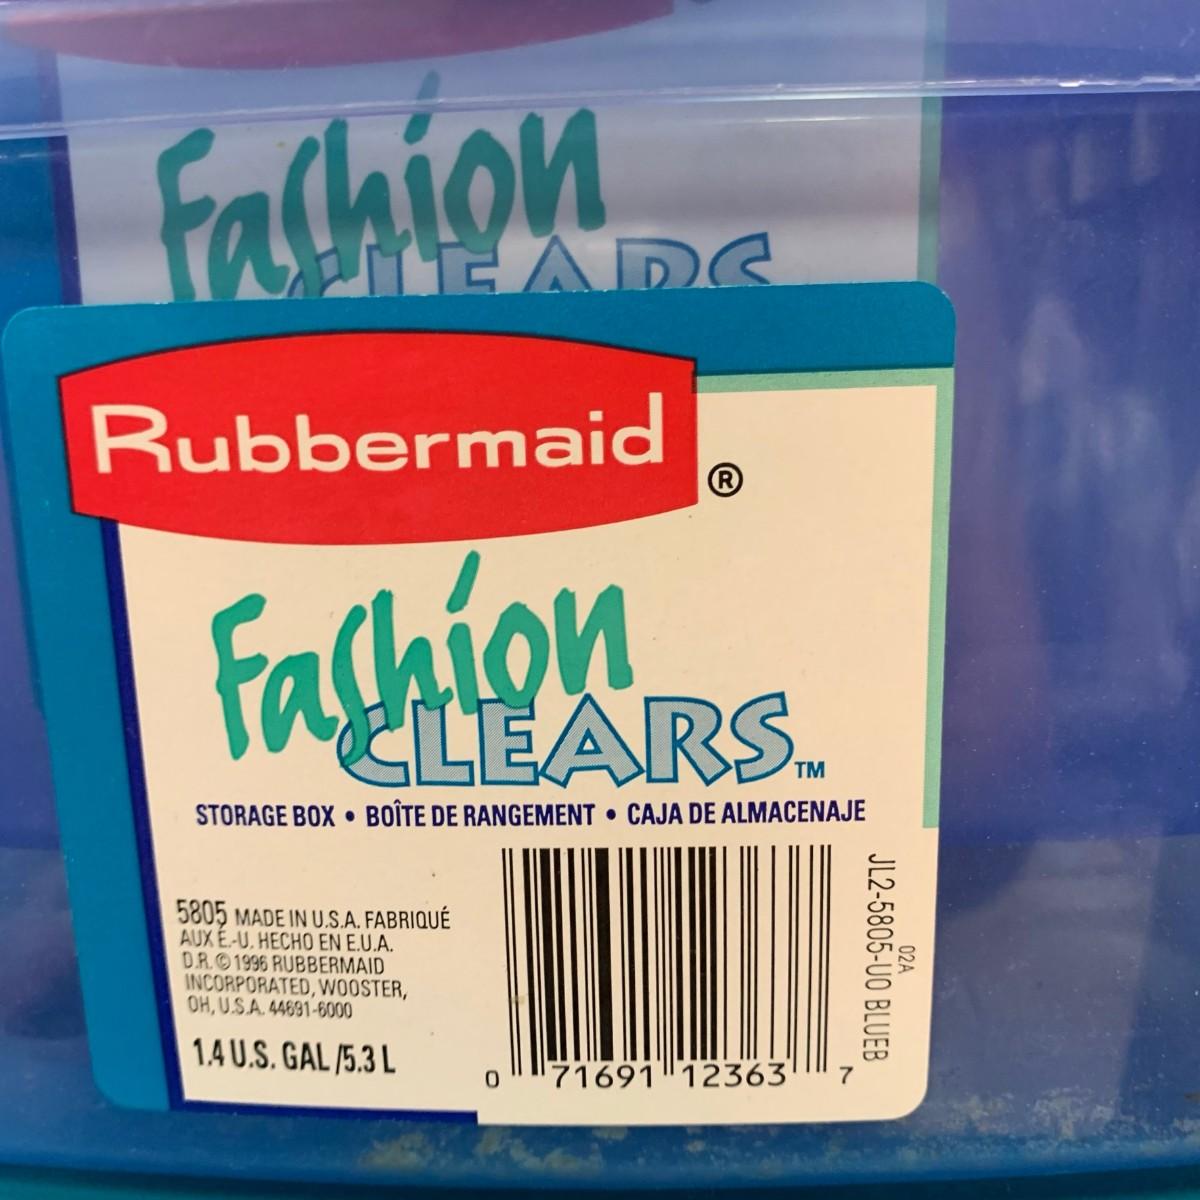 Fashion
CLEARS
Rubbermaid®
Fashion
CLEARS™
STORAGE BOX • BOÎTE DE RANGEMENT • CAJA DE ALMACENAJE
5805 MADE IN U.S.A. FABRIQUÉ
AUX É.-U. HECHO EN E.U.A.
D.R. © 1996 RUBBERMAID
INCORPORATED, WOOSTER,
OH, U.S.A. 44691-6000
1.4 U.S. GAL/5.3 L
0 71691 12363 7
02A
JL2-5805-U0 BLUEB